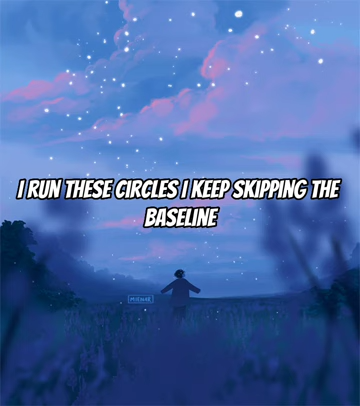 I RUN THESE CIRCLES I KEEP SKIPPING THE
BASELINE